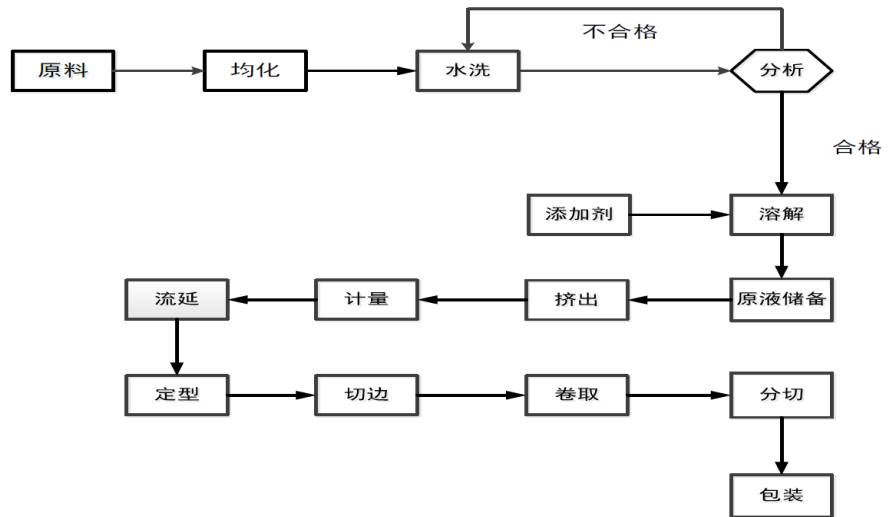 不合格
原料
均化
水洗
分析
合格
添加剂
溶解
流延
计量
挤出
原液储备
定型
切边
卷取
分切
包装